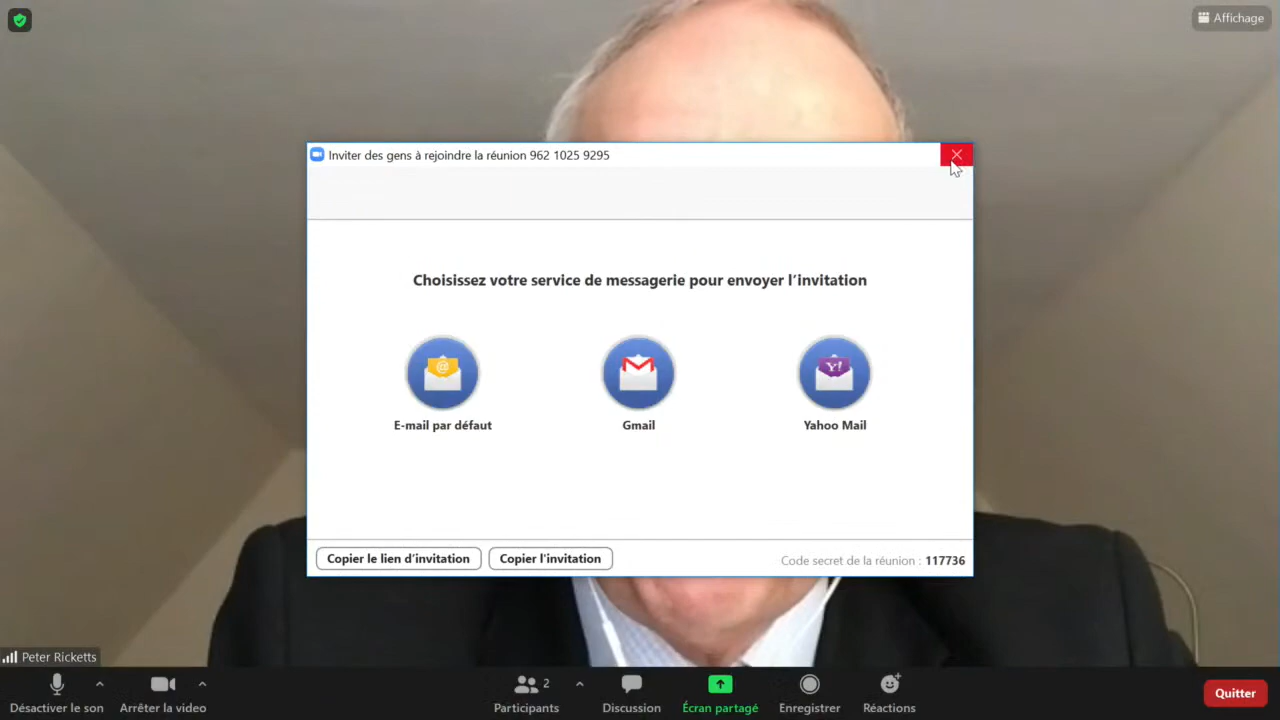 Affichage
Inviter des gens à rejoindre la réunion 962 1025 9295
Choisissez votre service de messagerie pour envoyer l’invitation
@
Y!
E-mail par défaut
Gmail
Yahoo Mail
Copier le lien d’invitation
Copier l’invitation
Code secret de la réunion : 117736
Peter Ricketts
2
Désactiver le son
Arrêter la video
Participants
Discussion
Écran partagé
Enregistrer
Réactions
Quitter